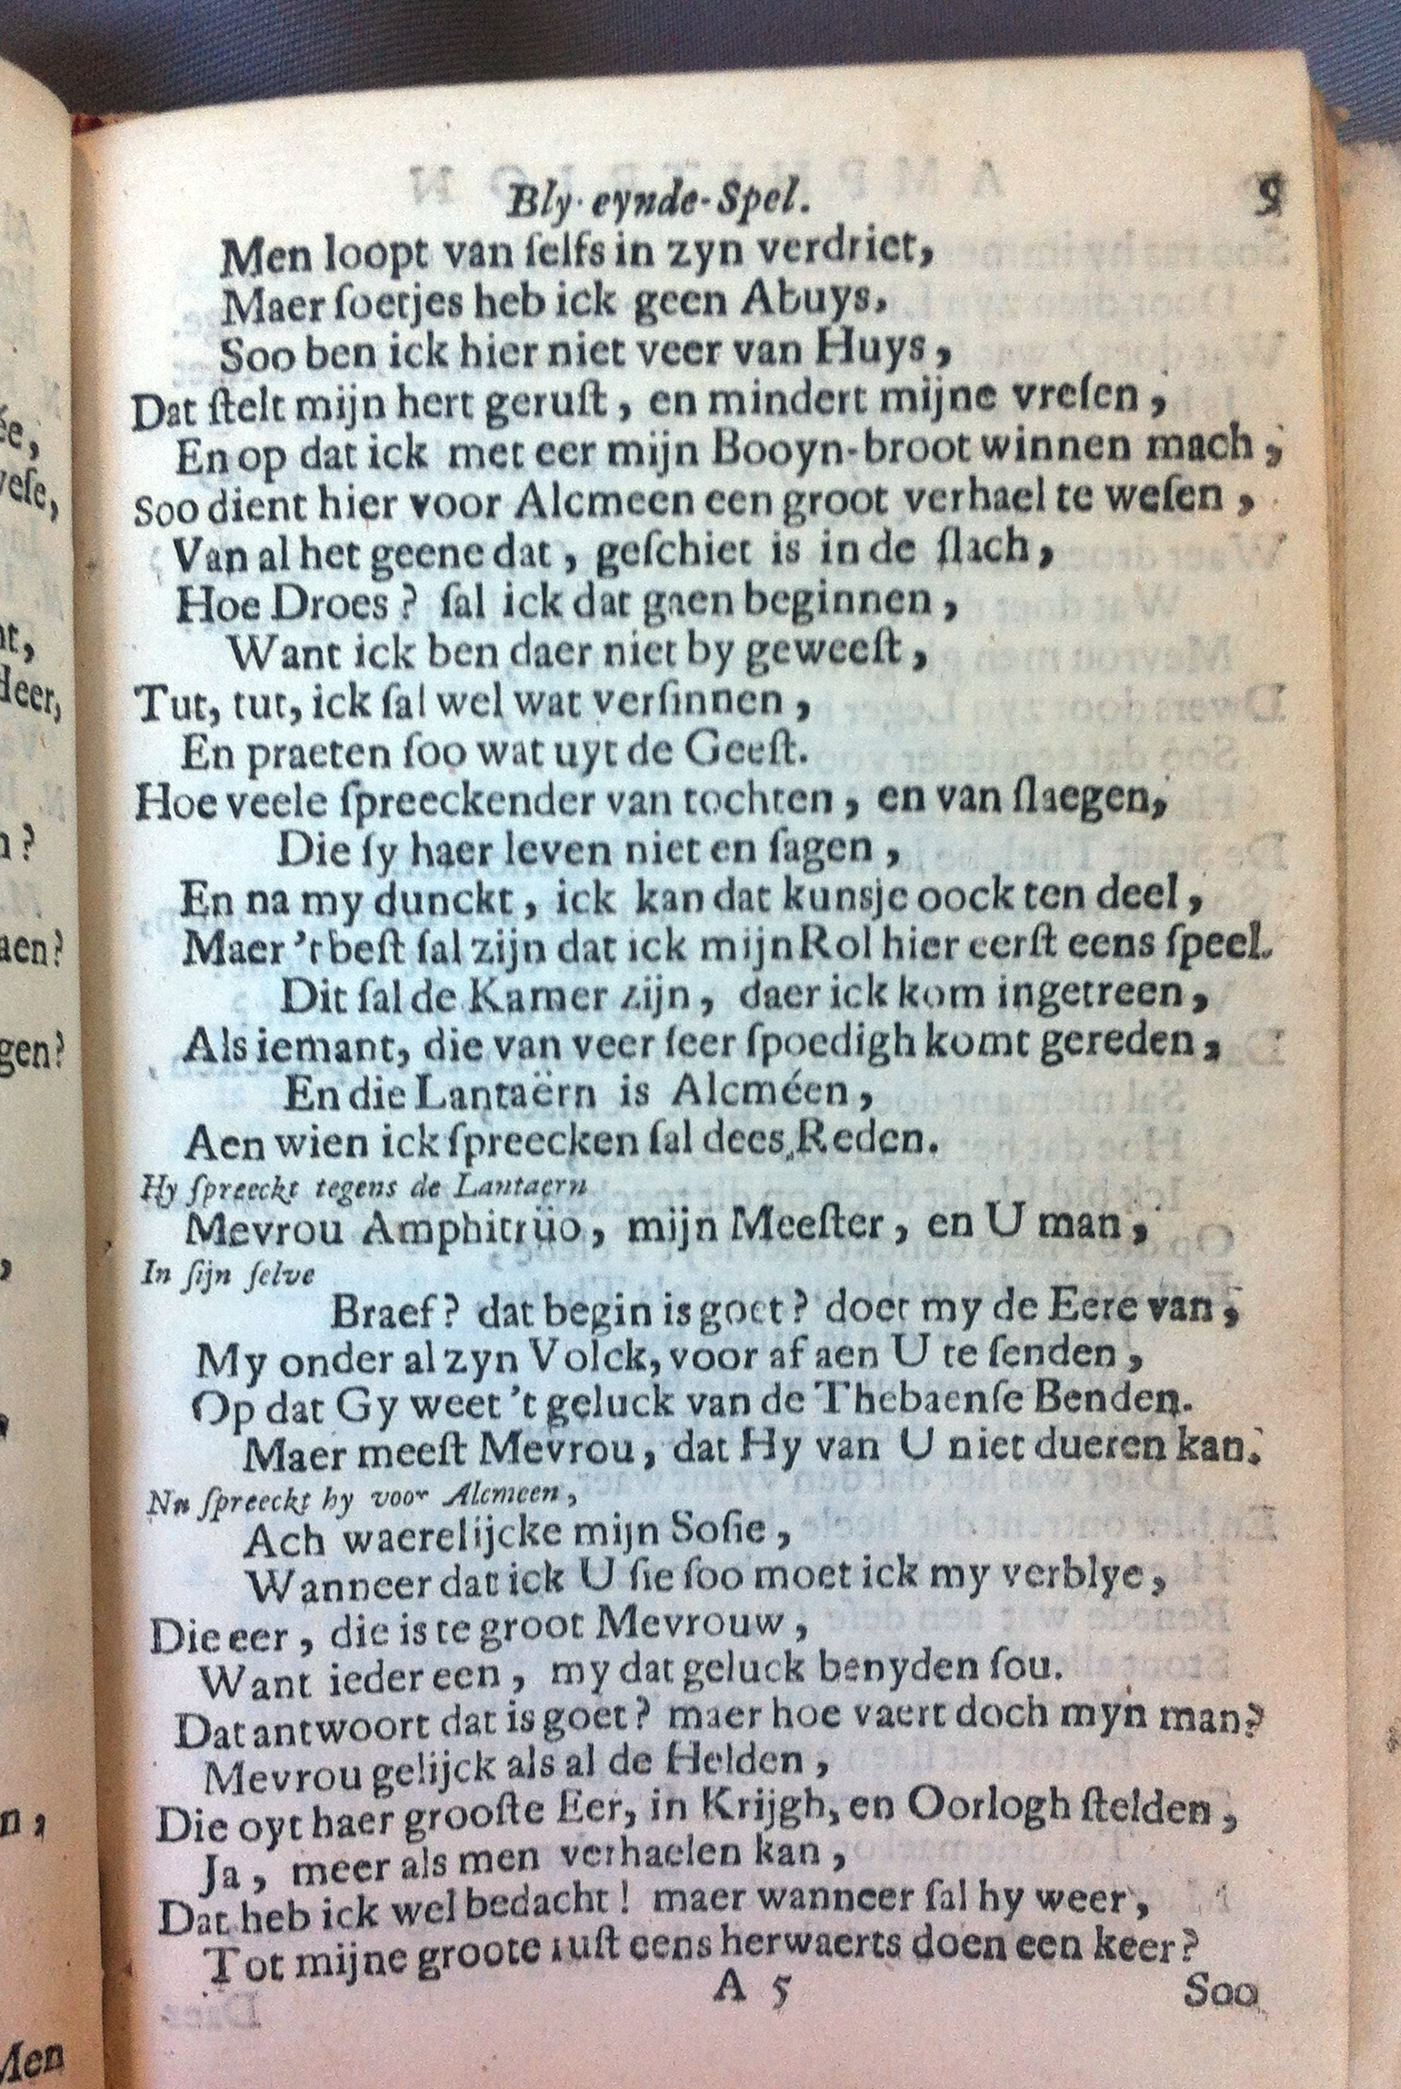 Bly-eynde-Spel. 9
Men loopt van ſelfs in zyn verdriet,
Maer ſoetjes heb ick geen Abuys,
Soo ben ick hier niet veer van Huys,
Dat ſtelt mijn hert geruſt, en mindert mijne vreſen,
En op dat ick met eer mijn Booyn-broot winnen mach,
Soo dient hier voor Alcmeen een groot verhael te weſen,
Van al het geene dat, geſchiet is in de ſlach,
Hoe Droes? ſal ick dat gaen beginnen,
Want ick ben daer niet by geweeſt,
Tut, tut, ick ſal wel wat verſinnen,
En praeten ſoo wat uyt de Geeſt.
Hoe veele ſpreeckender van tochten, en van ſlaegen,
Die ſy haer leven niet en ſagen,
En na my dunckt, ick kan dat kunsje oock ten deel,
Maer 't beſt ſal zijn dat ick mijn Rol hier eerſt eens ſpeel.
Dit ſal de Kamer zijn, daer ick kom ingetreen,
Als iemant, die van veer ſeer ſpoedigh komt gereden,
En die Lantaërn is Alcméen,
Aen wien ick ſpreecken ſal dees Reden.
Hy ſpreeckt tegens de Lantaern
Mevrou Amphitrüo, mijn Meeſter, en U man,
In ſijn ſelve
Braef? dat begin is goet? doet my de Eere van,
My onder al zyn Volck, voor af aen U te ſenden,
Op dat Gy weet 't geluck van de Thebaenſe Benden.
Maer meeſt Mevrou, dat Hy van U niet dueren kan.
Nu ſpreeckt hy voor Alcmeen,
Ach waerelijcke mijn Soſie,
Wanneer dat ick U ſie ſoo moet ick my verblye,
Die eer, die is te groot Mevrouw,
Want ieder een, my dat geluck benyden ſou.
Dat antwoort dat is goet? maer hoe vaert doch myn man?
Mevrou gelijck als al de Helden,
Die oyt haer grooſte Eer, in Krijgh, en Oorlogh ſtelden,
Ja, meer als men verhaelen kan,
Dat heb ick wel bedacht! maer wanneer ſal hy weer,
Tot mijne groote ruſt eens herwaerts doen een keer?
A 5 Soo